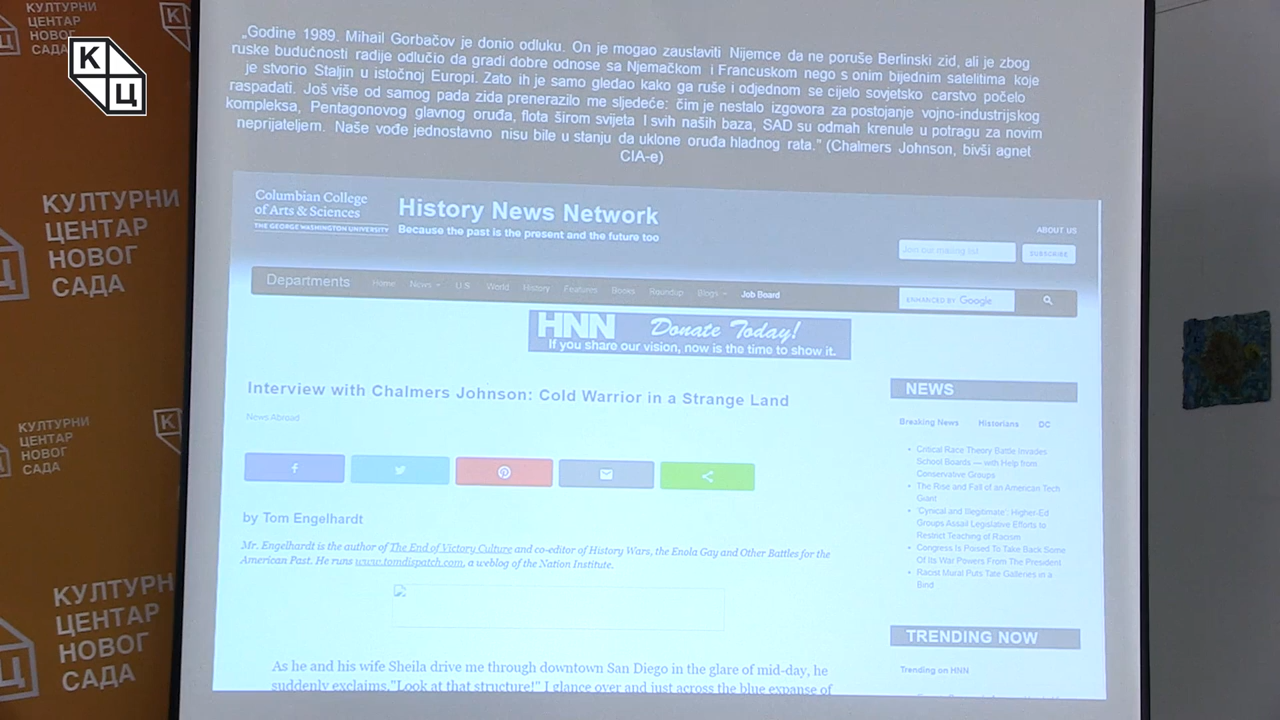 КУЛТУРНИ
ЦЕНТАР
НОВОГ
САДА
К
Ц
КУЛТУРНИ
ЦЕНТАР
НОВОГ
САДА
КУЛТУРНИ
ЦЕНТАР
НОВОГ
САДА
КУЛТУРН
ЦЕНТАР
НОВОГ
САДА
„Godine 1989. Mihail Gorbačov je donio odluku. On je mogao zaustaviti Nijemce da ne poruše Berlinski zid, ali je zbog
ruske budućnosti radije odlučio da gradi dobre odnose sa Njemačkom i Francuskom nego s onim bijednim satelitima koje
je stvorio Staljin u istočnoj Europi. Zato ih je samo gledao kako ga ruše i odjednom se cijelo sovjetsko carstvo počelo
raspadati. Još više od samog pada zida prenerazilo me sljedeće: čim je nestalo izgovora za postojanje vojno-industrijskog
kompleksa, Pentagonovog glavnog oruđa, flota širom svijeta I svih naših baza, SAD su odmah krenule u potragu za novim
neprijateljem. Naše vođe jednostavno nisu bile u stanju da uklone oruđa hladnog rata.” (Chalmers Johnson, bivši agnet
CIA-e)
Columbian College
of Arts & Sciences
THE GEORGE WASHINGTON UNIVERSITY
History News Network
Because the past is the present and the future too
ABOUT US
Join our mailing list
SUBSCRIBE
Departments Home News U.S. World History Features Books Roundup Blogs Job Board
ENHANCED BY Google
HNN Donate Today!
If you share our vision, now is the time to show it.
Interview with Chalmers Johnson: Cold Warrior in a Strange Land
News Abroad
by Tom Engelhardt
Mr. Engelhardt is the author of The End of Victory Culture and co-editor of History Wars, the Enola Gay and Other Battles for the
American Past. He runs www.tomdispatch.com, a weblog of the Nation Institute.
As he and his wife Sheila drive me through downtown San Diego in the glare of mid-day, he
suddenly exclaims,"Look at that structure!" I glance over and just across the blue expanse of
NEWS
Breaking News Historians DC
Critical Race Theory Battle Invades
School Boards — with Help from
Conservative Groups
The Rise and Fall of an American Tech
Giant
'Cynical and Illegitimate': Higher-Ed
Groups Assail Legislative Efforts to
Restrict Teaching of Racism
Congress Is Poised To Take Back Some
Of Its War Powers From The President
Racist Mural Puts Tate Galleries in a
Bind
TRENDING NOW
Trending on HNN